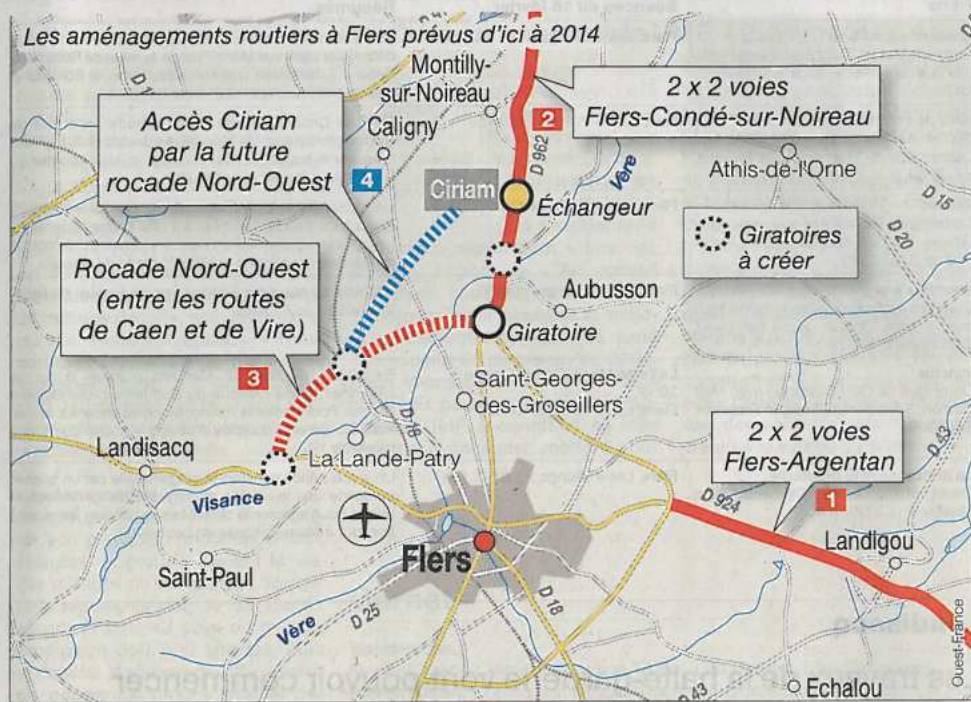 Les aménagements routiers à Flers prévus d'ici à 2014
D 1
Montilly-
sur-Noireau
2
2 x 2 voies
Flers-Condé-sur-Noireau
Accès Ciriam
par la future
rocade Nord-Ouest
4
Caligny
D 962
Vère
Athis-de-l'Orne
D 15
Ciriam
Échangeur
D 20
Giratoires
à créer
Rocade Nord-Ouest
(entre les routes
de Caen et de Vire)
3
Aubusson
Giratoire
Saint-Georges-
des-Groseillers
D 18
2 x 2 voies
Flers-Argentan
1
D 43
Landisacq
La Lande-Patry
Visance
D 924
Landigou
Flers
Saint-Paul
Vère
D 25
D 18
D 43
Echalou
Ouest-France